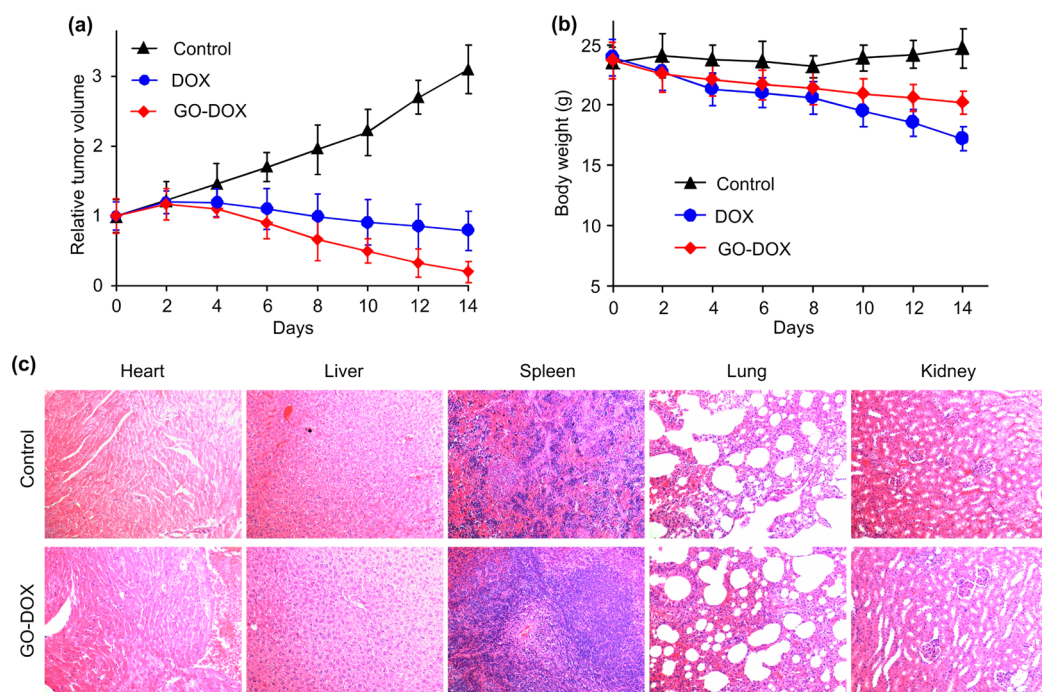 (a)
Control
DOX
GO-DOX
Relative tumor volume
3
2
1
0
0 2 4 6 8 10 12 14
Days
(b)
25
20
15
10
5
Body weight (g)
Control
DOX
GO-DOX
0 2 4 6 8 10 12 14
Days
(c)
Heart Liver Spleen Lung Kidney
Control
GO-DOX